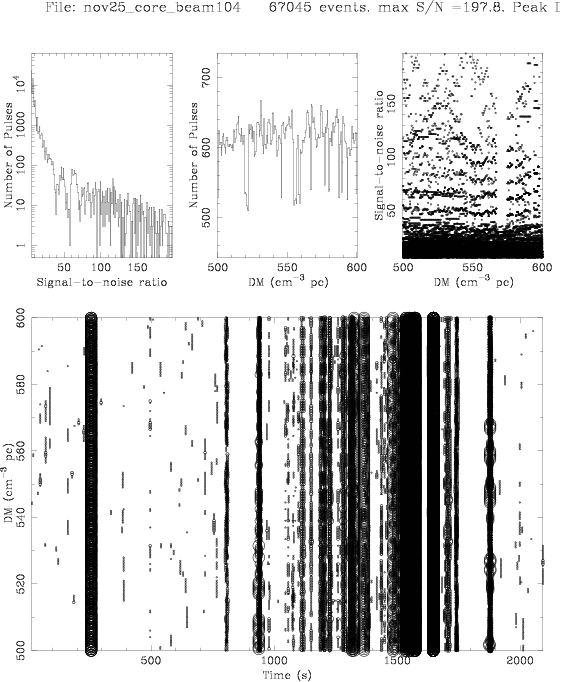 File: nov25_core_beam104 67045 events. max S/N =197.8. Peak
Number of Pulses
10⁴
1000
100
10
1
50 100 150
Signal−to−noise ratio
Number of Pulses
700
600
500
500 550 600
DM (cm⁻³ pc)
Signal−to−noise ratio
150
100
50
500 550 600
DM (cm⁻³ pc)
DM (cm⁻³ pc)
600
580
560
540
520
500
500 1000 1500 2000
Time (s)